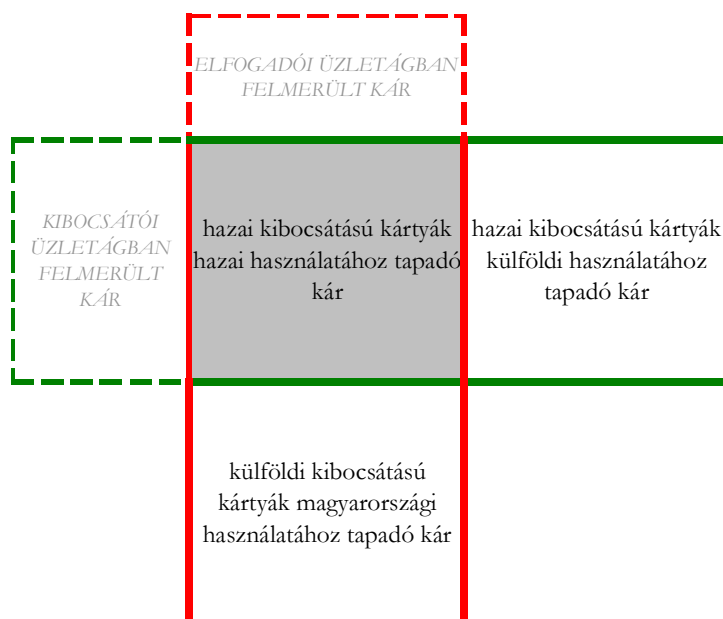 ELFOGADÓI ÜZLETÁGBAN
FELMERÜLT KÁR
KIBOCSÁTÓI
ÜZLETÁGBAN
FELMERÜLT
KÁR
hazai kibocsátású kártyák
hazai használatához tapadó
kár
hazai kibocsátású kártyák
külföldi használatához
tapadó kár
külföldi kibocsátású
kártyák magyarországi
használatához tapadó kár